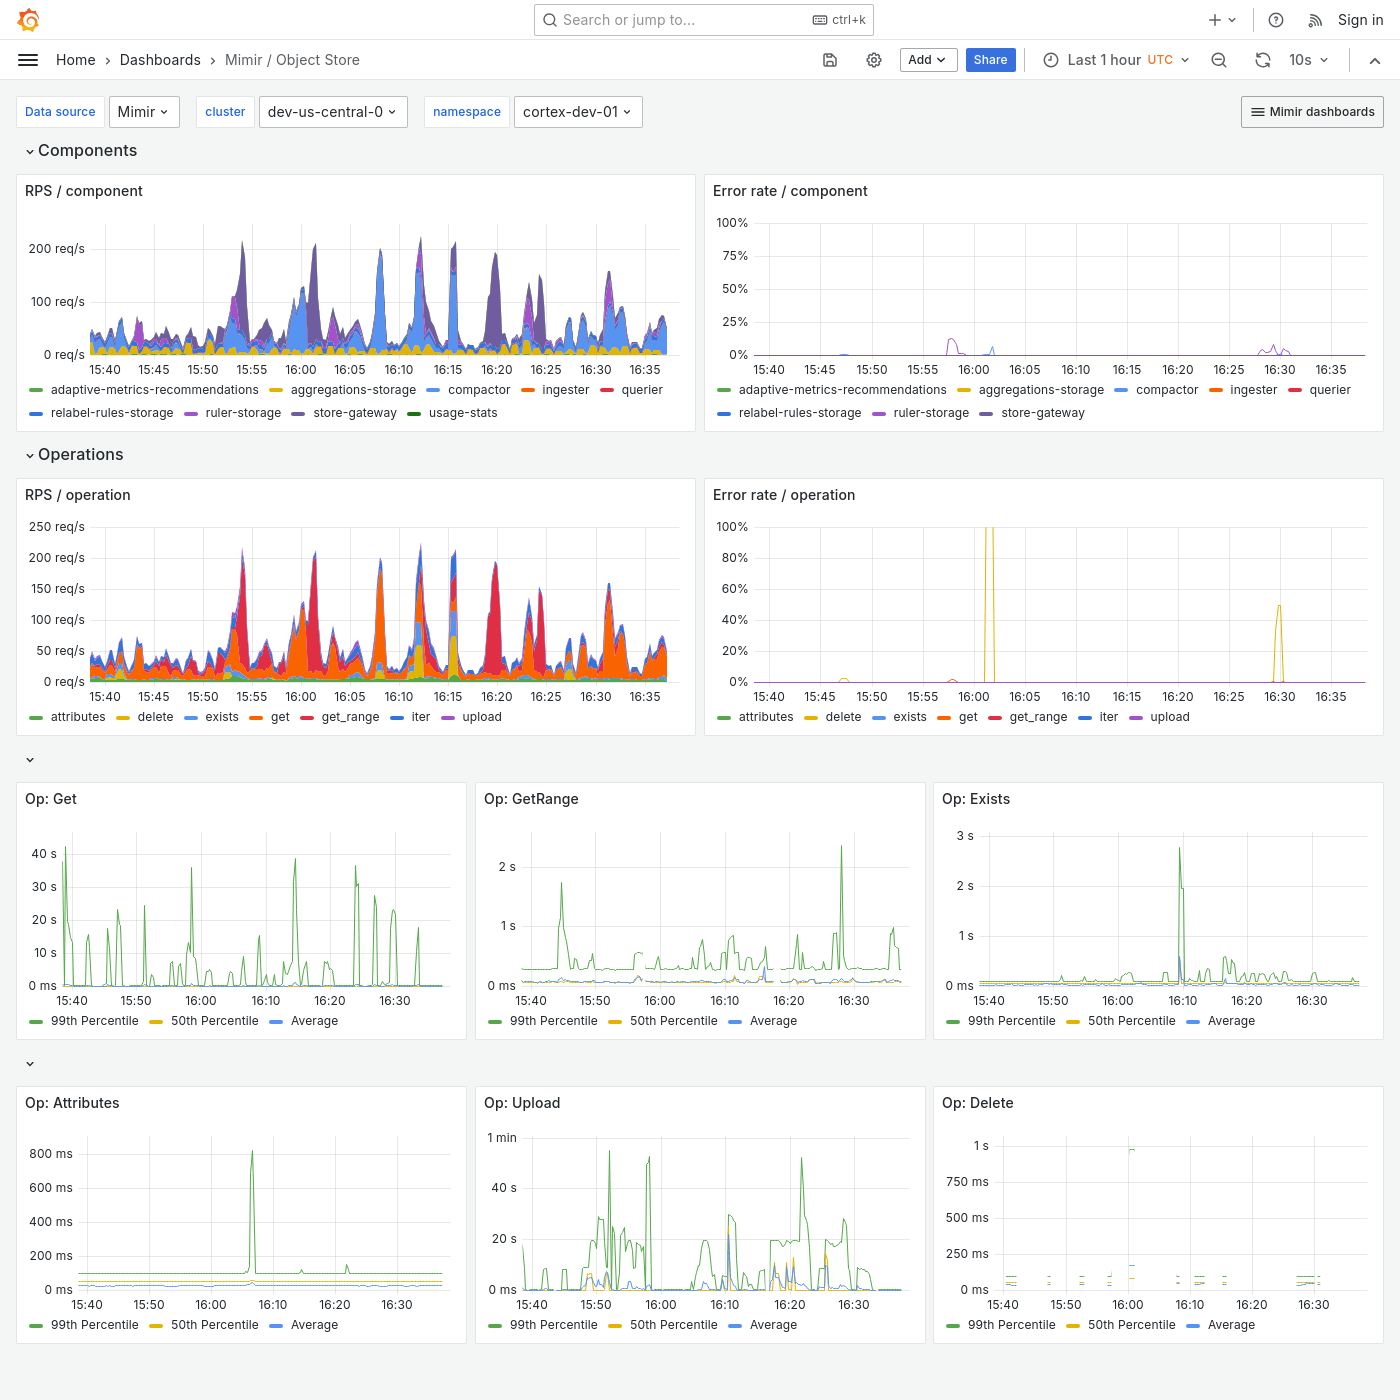 Search or jump to...
ctrl+k
Sign in
Home > Dashboards > Mimir / Object Store
Add
Share
Last 1 hour UTC
10s
Data source Mimir
cluster dev-us-central-0
namespace cortex-dev-01
Mimir dashboards
Components
RPS / component
200 req/s
100 req/s
0 req/s
15:40 15:45 15:50 15:55 16:00 16:05 16:10 16:15 16:20 16:25 16:30 16:35
adaptive-metrics-recommendations aggregations-storage compactor ingester querier
relabel-rules-storage ruler-storage store-gateway usage-stats
Error rate / component
100%
75%
50%
25%
0%
15:40 15:45 15:50 15:55 16:00 16:05 16:10 16:15 16:20 16:25 16:30 16:35
adaptive-metrics-recommendations aggregations-storage compactor ingester querier
relabel-rules-storage ruler-storage store-gateway
Operations
RPS / operation
250 req/s
200 req/s
150 req/s
100 req/s
50 req/s
0 req/s
15:40 15:45 15:50 15:55 16:00 16:05 16:10 16:15 16:20 16:25 16:30 16:35
attributes delete exists get get_range iter upload
Error rate / operation
100%
80%
60%
40%
20%
0%
15:40 15:45 15:50 15:55 16:00 16:05 16:10 16:15 16:20 16:25 16:30 16:35
attributes delete exists get get_range iter upload
Op: Get
40 s
30 s
20 s
10 s
0 ms
15:40 15:50 16:00 16:10 16:20 16:30
99th Percentile 50th Percentile Average
Op: GetRange
2 s
1 s
0 ms
15:40 15:50 16:00 16:10 16:20 16:30
99th Percentile 50th Percentile Average
Op: Exists
3 s
2 s
1 s
0 ms
15:40 15:50 16:00 16:10 16:20 16:30
99th Percentile 50th Percentile Average
Op: Attributes
800 ms
600 ms
400 ms
200 ms
0 ms
15:40 15:50 16:00 16:10 16:20 16:30
99th Percentile 50th Percentile Average
Op: Upload
1 min
40 s
20 s
0 ms
15:40 15:50 16:00 16:10 16:20 16:30
99th Percentile 50th Percentile Average
Op: Delete
1 s
750 ms
500 ms
250 ms
0 ms
15:40 15:50 16:00 16:10 16:20 16:30
99th Percentile 50th Percentile Average